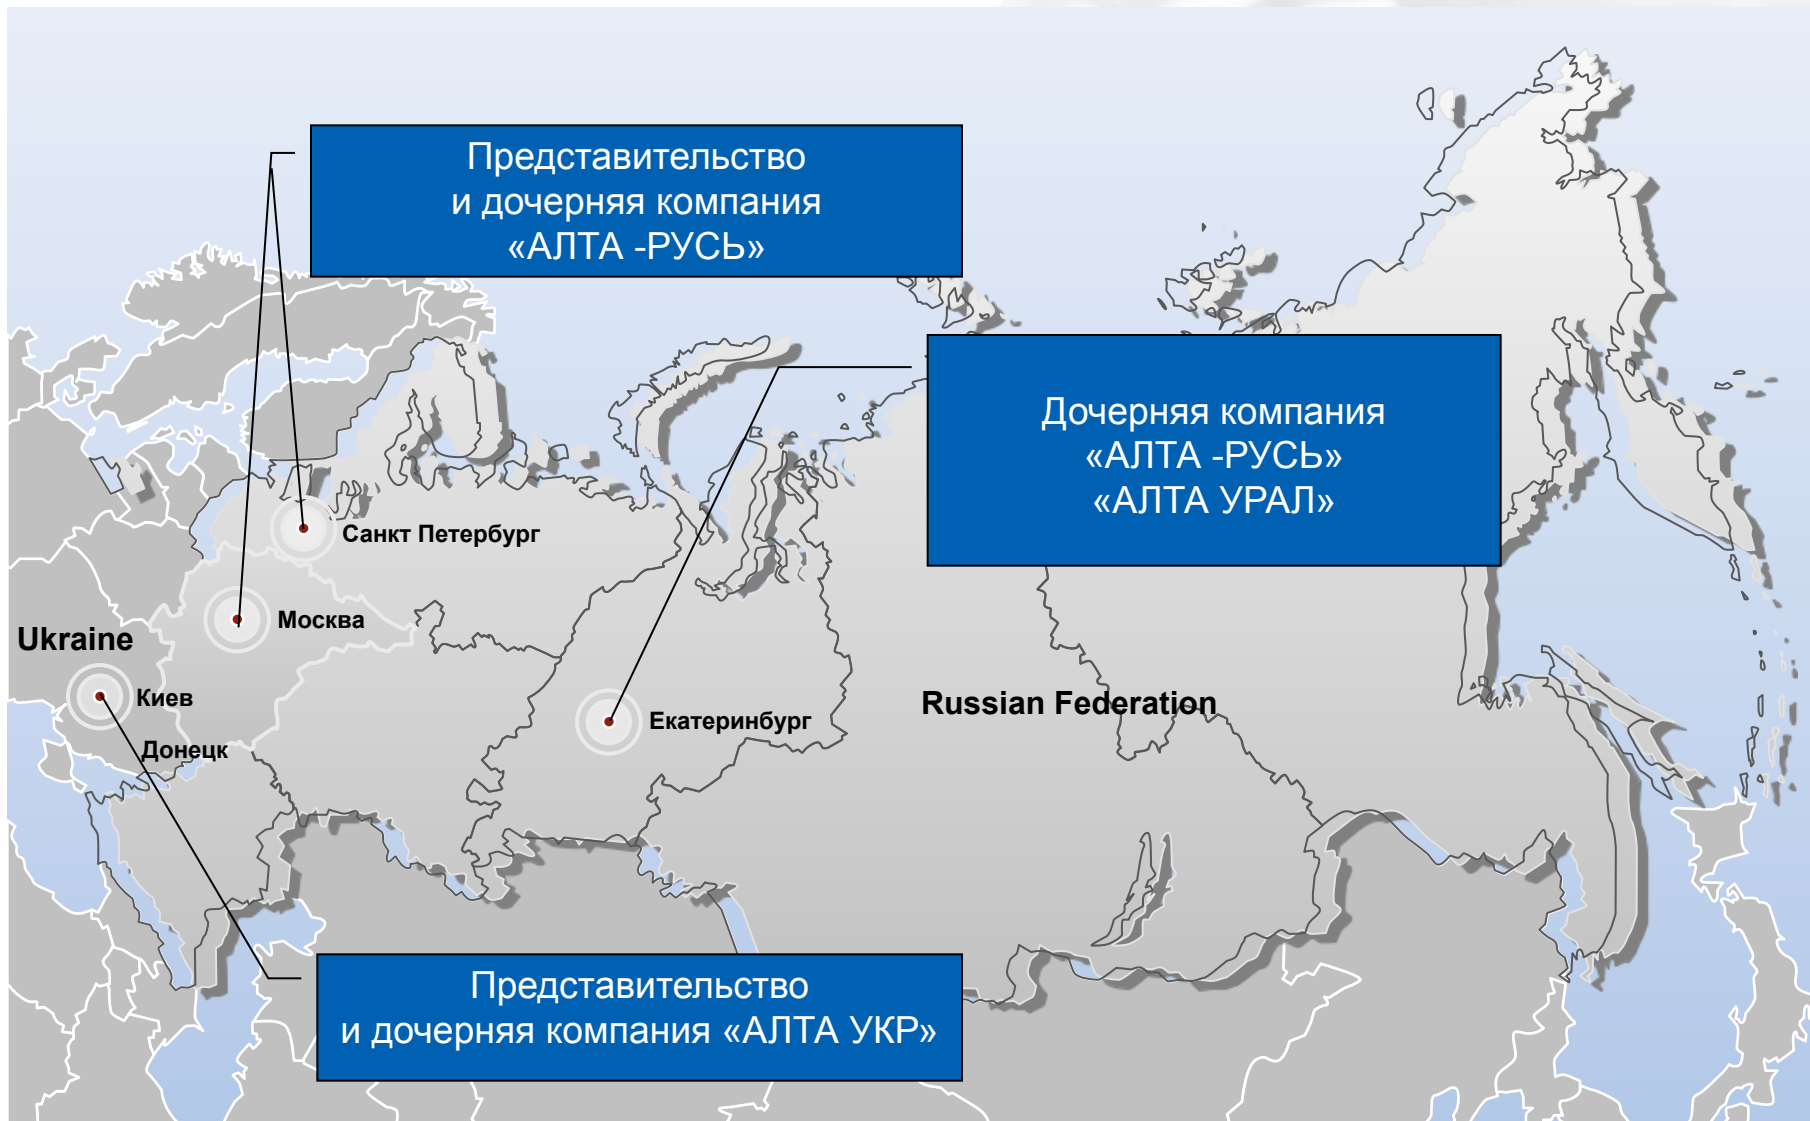 Представительство
и дочерняя компания
«АЛТА -РУСЬ»
Дочерняя компания
«АЛТА -РУСЬ»
«АЛТА УРАЛ»
Санкт Петербург
Москва
Ukraine
Киев
Russian Federation
Екатеринбург
Донецк
Представительство
и дочерняя компания «АЛТА УКР»